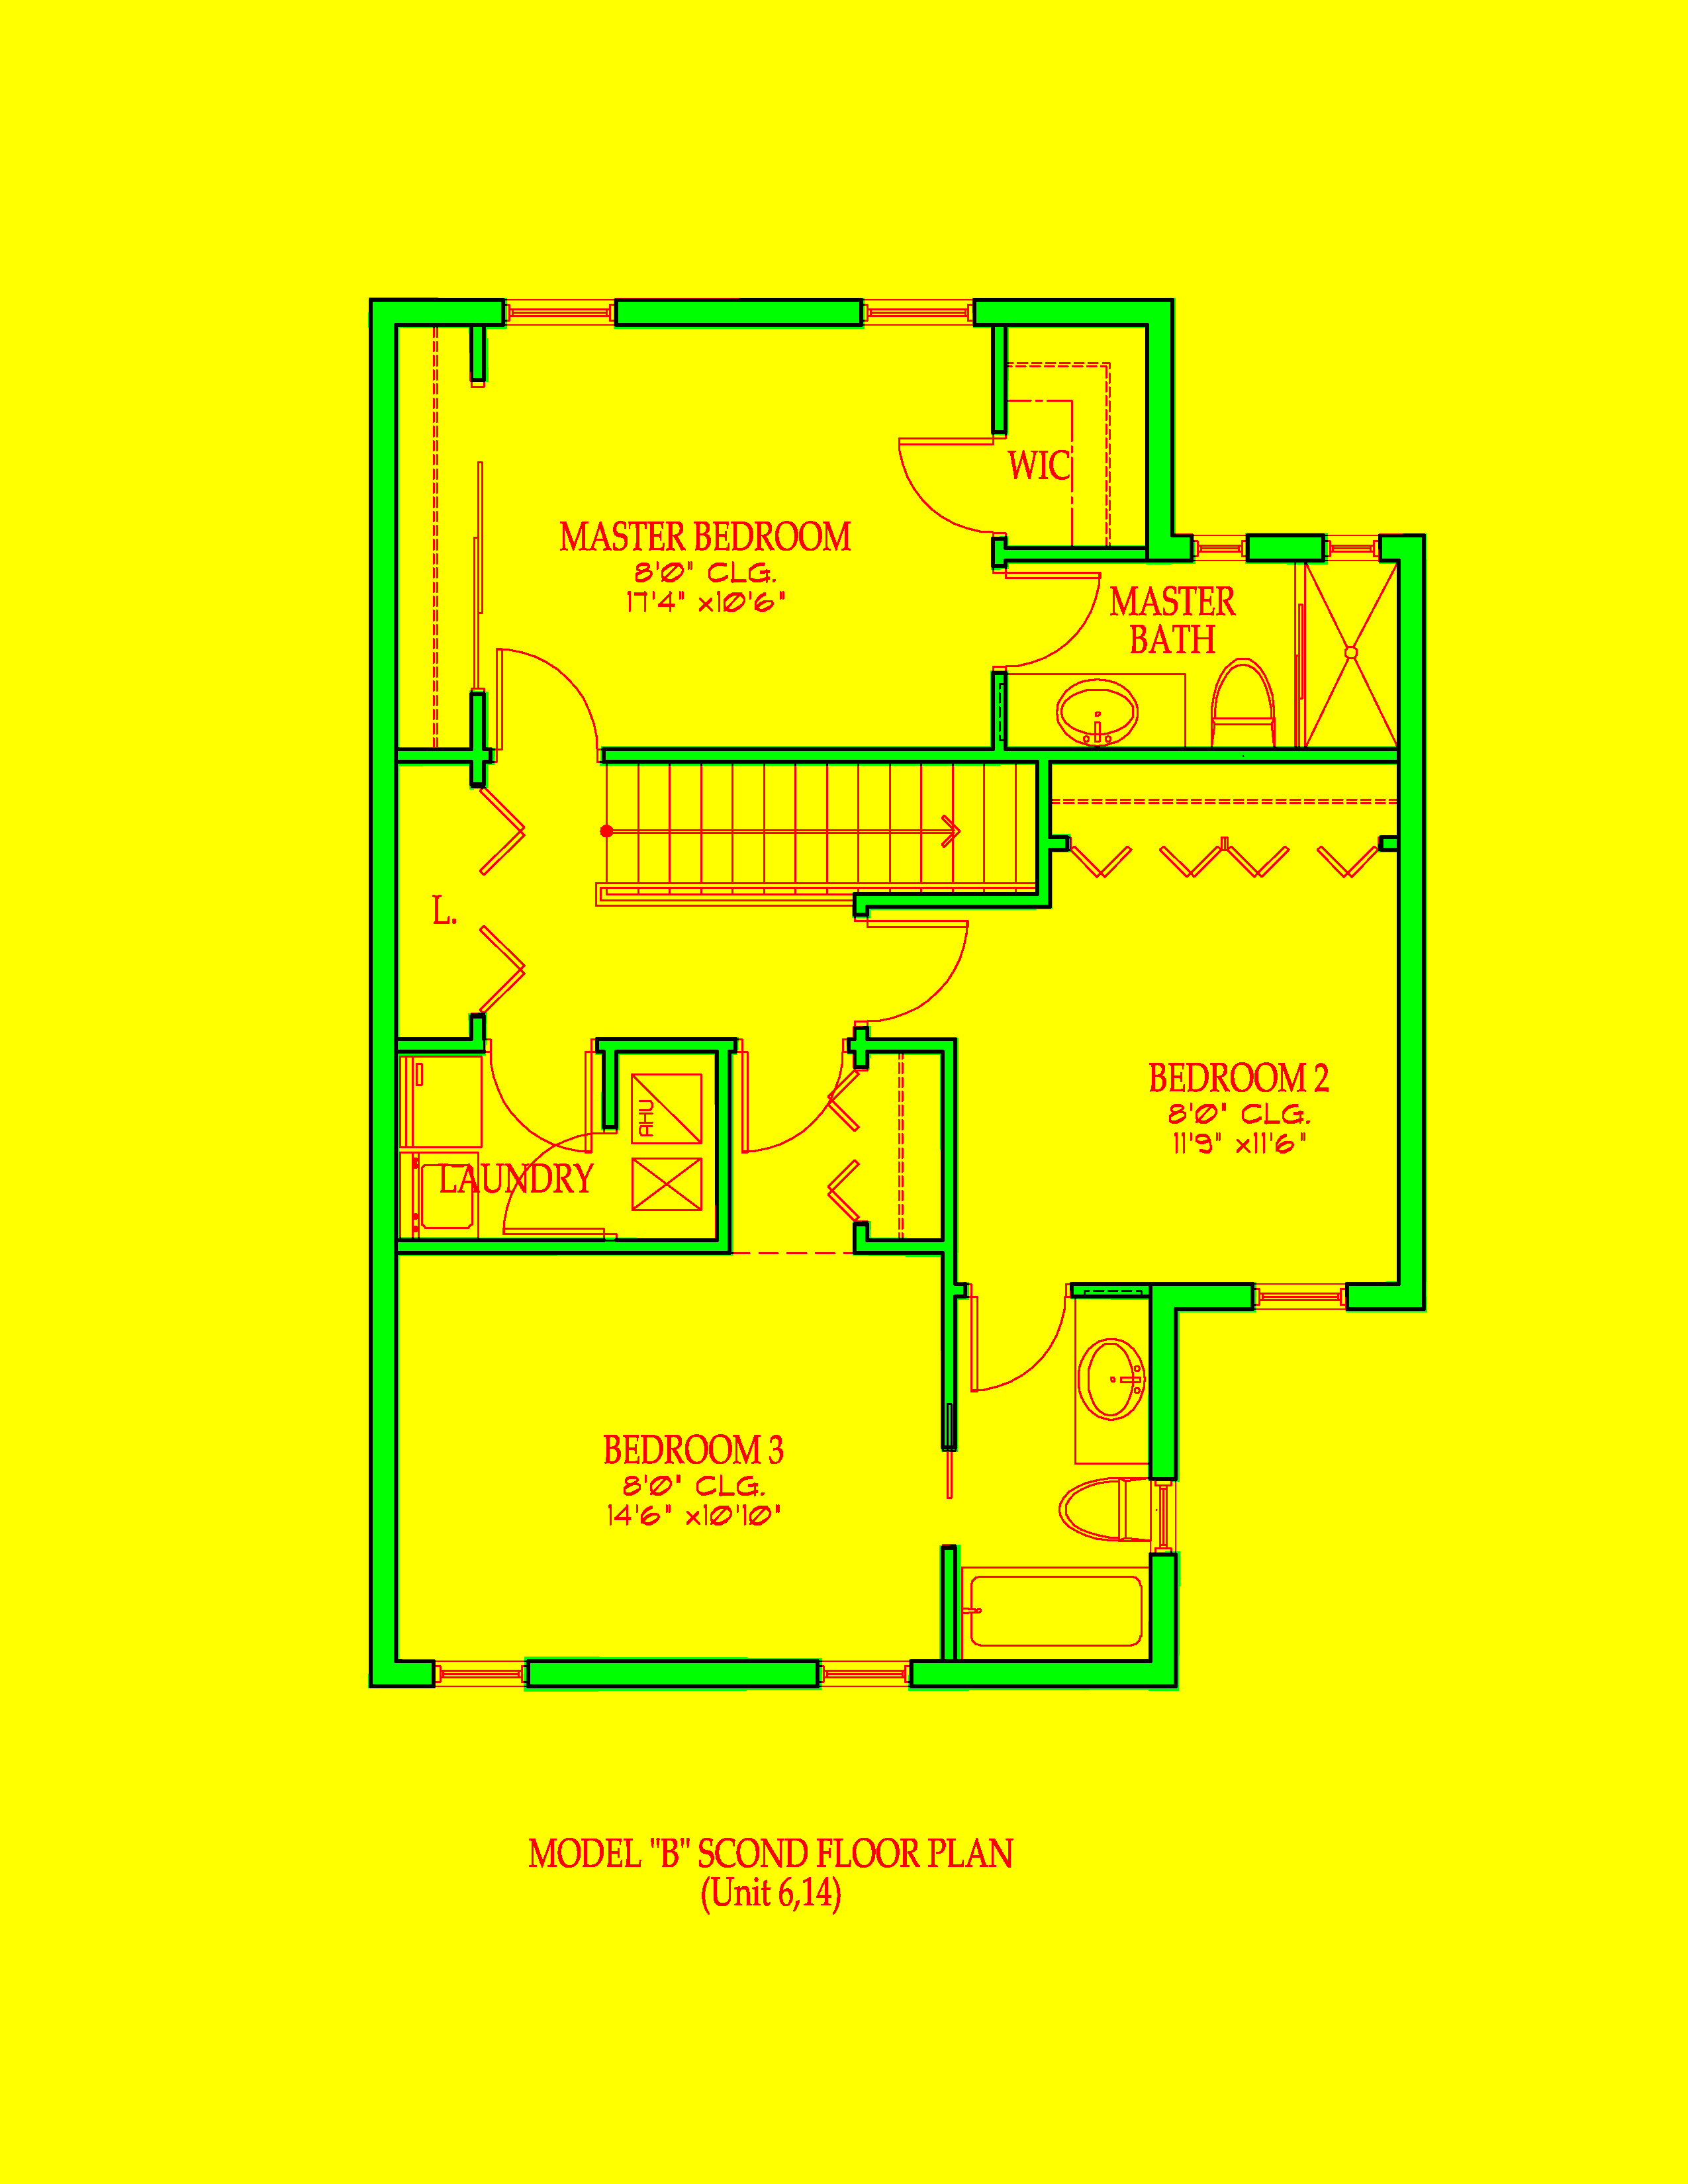 WIC
MASTER BEDROOM
8'0" CLG.
17'4" x10'6"
MASTER
BATH
L.
BEDROOM 2
8'0" CLG.
11'9" x11'6"
AHU
LAUNDRY
BEDROOM 3
8'0" CLG.
14'6" x10'10"
MODEL "B" SCOND FLOOR PLAN
(Unit 6,14)